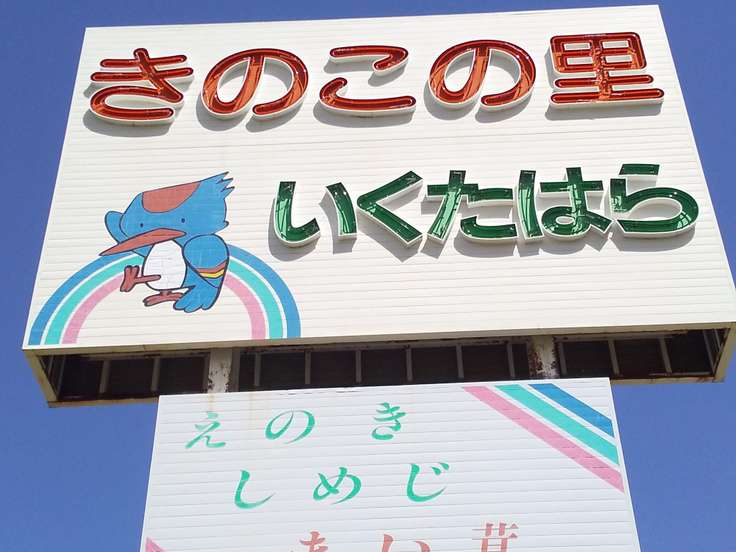 きのこの里
いくたはら
えのき
しめじ